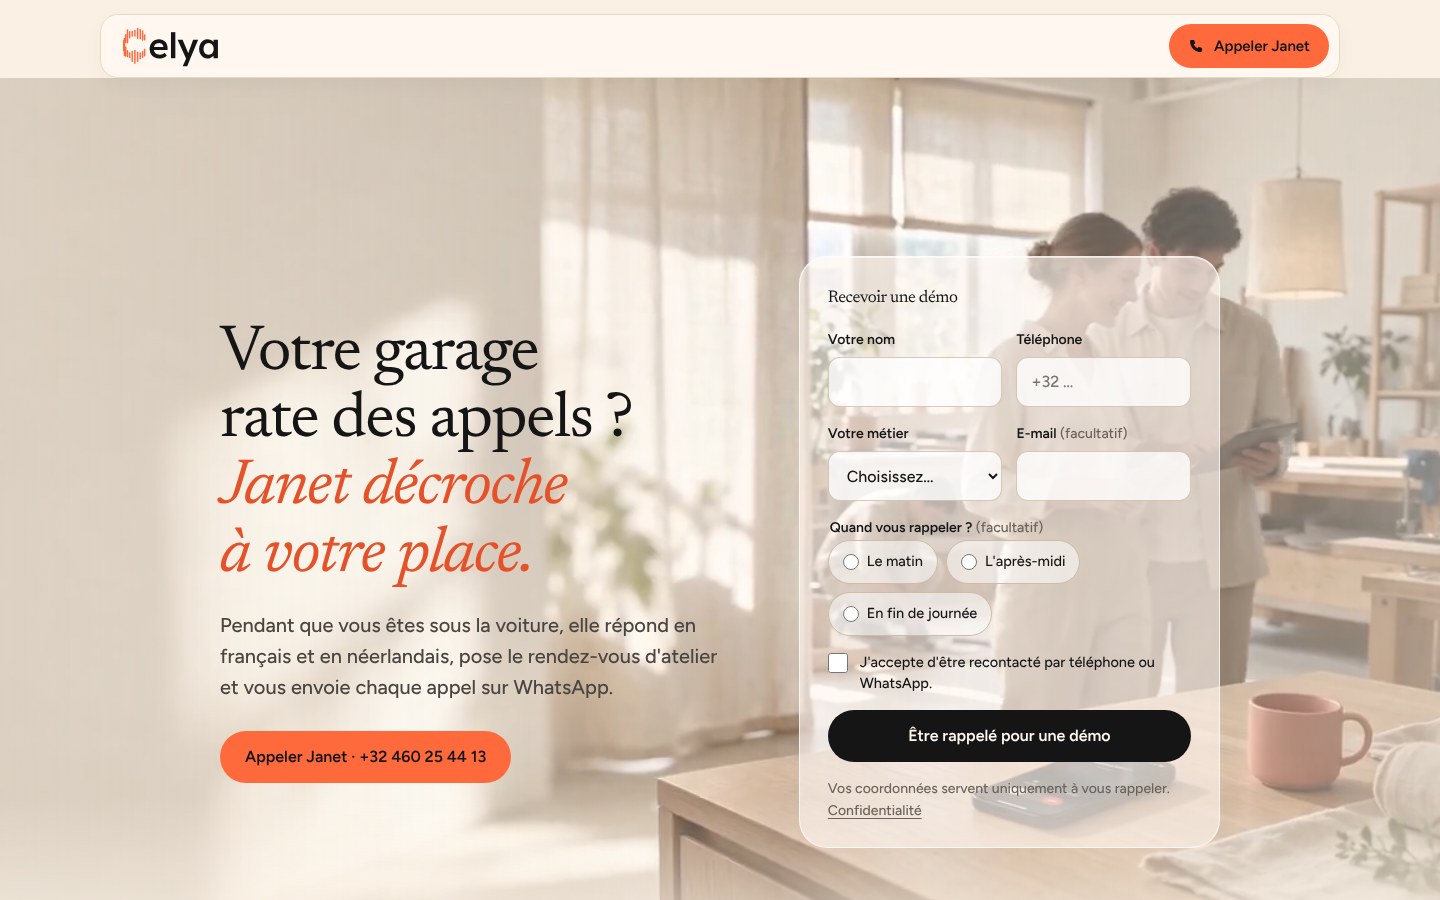 Celya
Appeler Janet
Votre garage
rate des appels ?
Janet décroche
à votre place.
Pendant que vous êtes sous la voiture, elle répond en
français et en néerlandais, pose le rendez-vous d'atelier
et vous envoie chaque appel sur WhatsApp.
Appeler Janet · +32 460 25 44 13
Recevoir une démo
Votre nom
Téléphone
+32 ...
Votre métier
E-mail (facultatif)
Choisissez...
Quand vous rappeler ? (facultatif)
Le matin
L'après-midi
En fin de journée
J'accepte d'être recontacté par téléphone ou
WhatsApp.
Être rappelé pour une démo
Vos coordonnées servent uniquement à vous rappeler.
Confidentialité